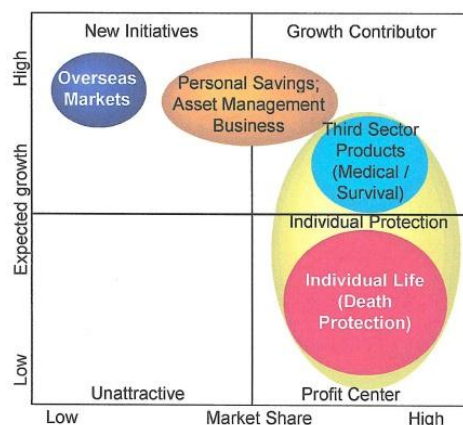 New Initiatives
Growth Contributor
High
Overseas
Markets
Personal Savings;
Asset Management
Business
Third Sector
Products
(Medical /
Survival)
Expected growth
Individual Protection
Individual Life
(Death
Protection)
Low
Unattractive
Profit Center
Low
Market Share
High